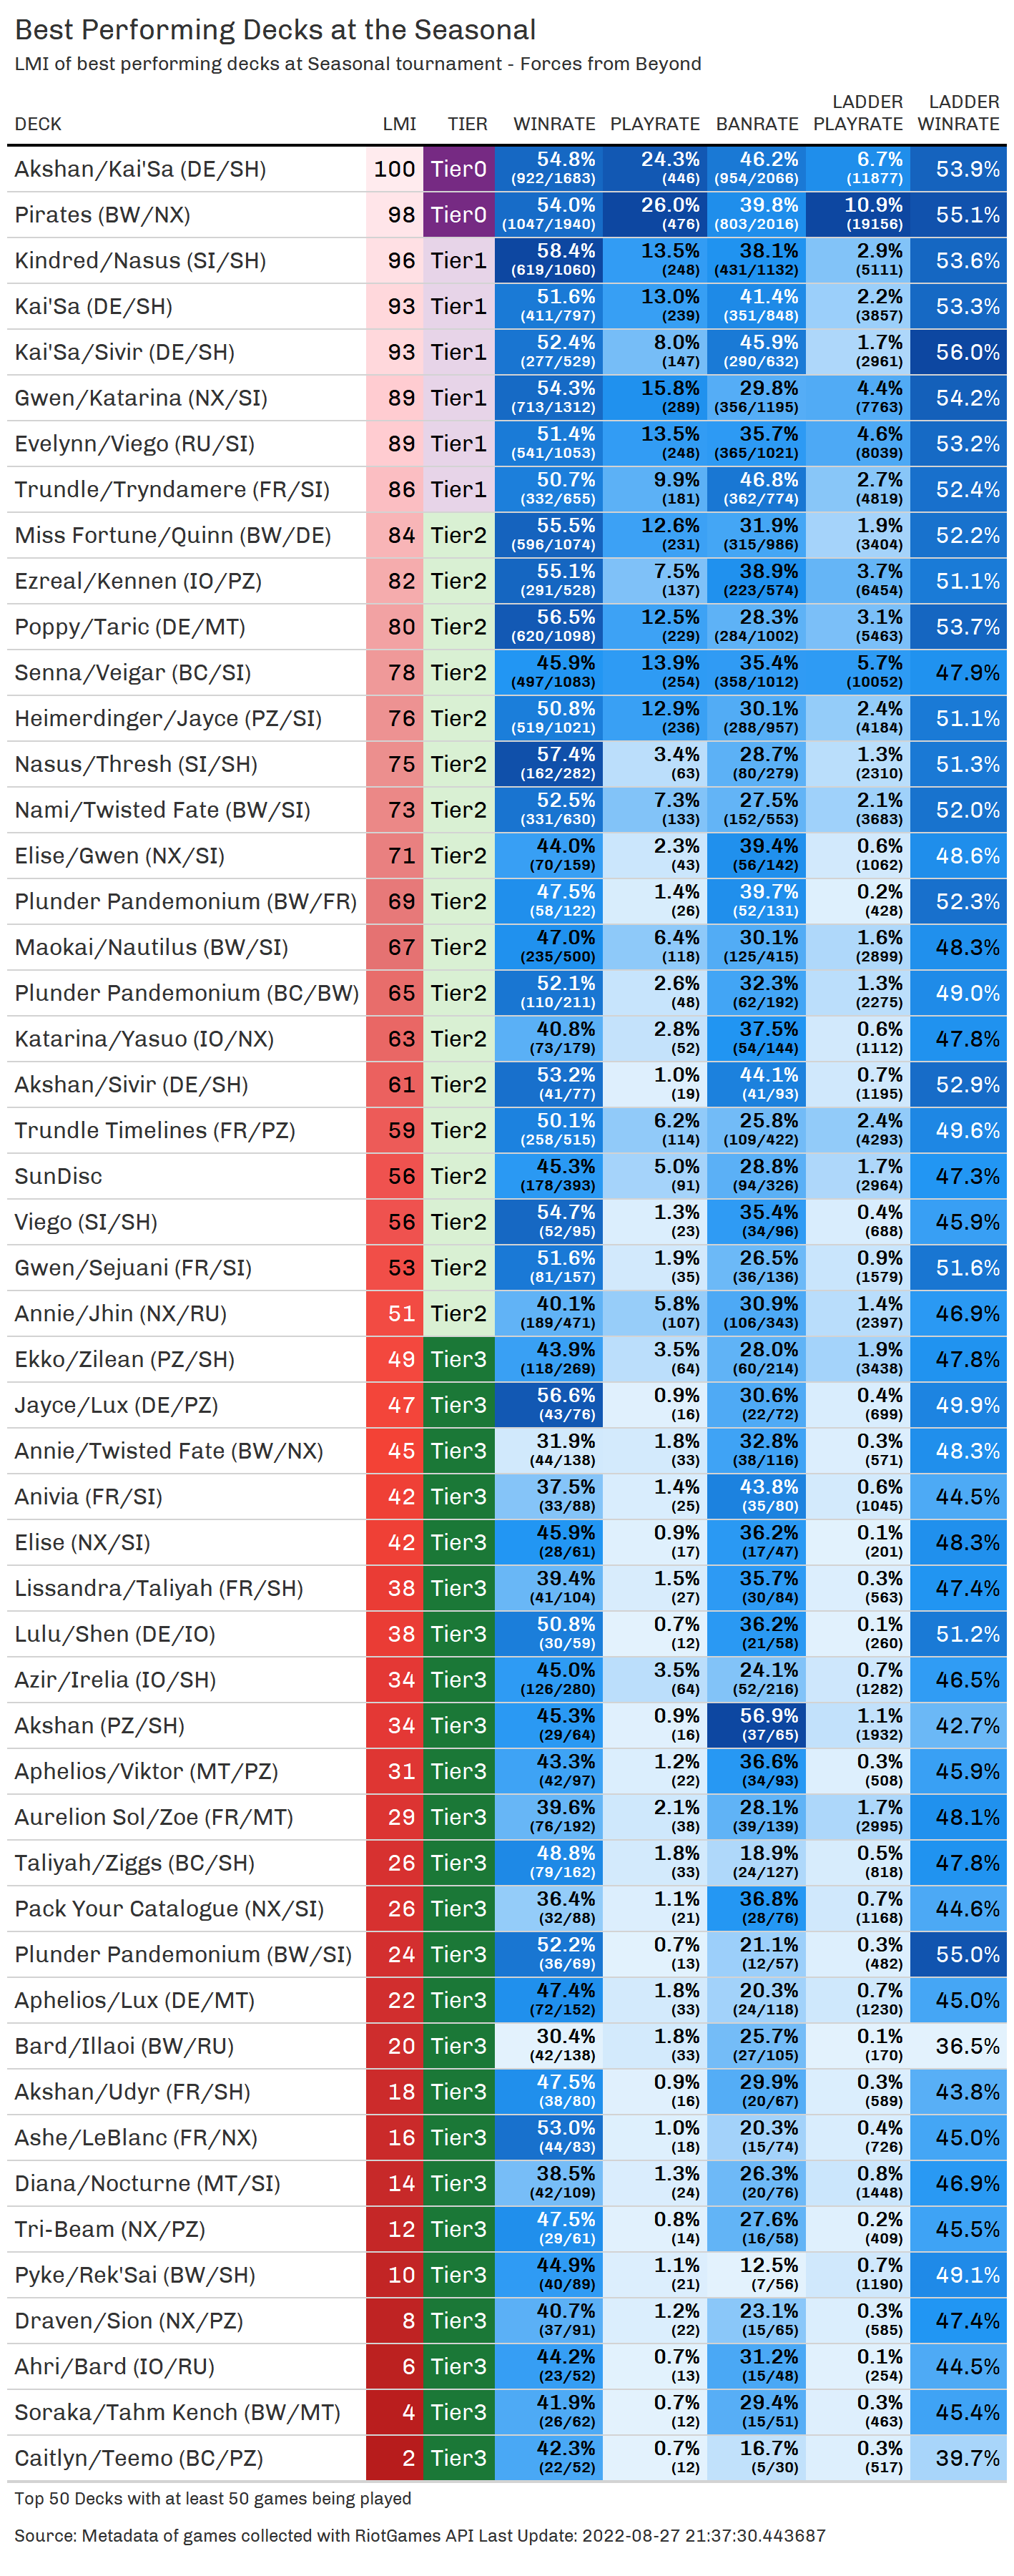 Best Performing Decks at the Seasonal
LMI of best performing decks at Seasonal tournament - Forces from Beyond
DECK LMI TIER WINRATE PLAYRATE BANRATE LADDER PLAYRATE LADDER WINRATE
Akshan/Kai'Sa (DE/SH) 100 Tier0 54.8% (922/1683) 24.3% (446) 46.2% (954/2066) 6.7% (11877) 53.9%
Pirates (BW/NX) 98 Tier0 54.0% (1047/1940) 26.0% (476) 39.8% (803/2016) 10.9% (19156) 55.1%
Kindred/Nasus (SI/SH) 96 Tier1 58.4% (619/1060) 13.5% (248) 38.1% (431/1132) 2.9% (5111) 53.6%
Kai'Sa (DE/SH) 93 Tier1 51.6% (411/797) 13.0% (239) 41.4% (351/848) 2.2% (3857) 53.3%
Kai'Sa/Sivir (DE/SH) 93 Tier1 52.4% (277/529) 8.0% (147) 45.9% (290/632) 1.7% (2961) 56.0%
Gwen/Katarina (NX/SI) 89 Tier1 54.3% (713/1312) 15.8% (289) 29.8% (356/1195) 4.4% (7763) 54.2%
Evelynn/Viego (RU/SI) 89 Tier1 51.4% (541/1053) 13.5% (248) 35.7% (365/1021) 4.6% (8039) 53.2%
Trundle/Tryndamere (FR/SI) 86 Tier1 50.7% (332/655) 9.9% (181) 46.8% (362/774) 2.7% (4819) 52.4%
Miss Fortune/Quinn (BW/DE) 84 Tier2 55.5% (596/1074) 12.6% (231) 31.9% (315/986) 1.9% (3404) 52.2%
Ezreal/Kennen (IO/PZ) 82 Tier2 55.1% (291/528) 7.5% (137) 38.9% (223/574) 3.7% (6454) 51.1%
Poppy/Taric (DE/MT) 80 Tier2 56.5% (620/1098) 12.5% (229) 28.3% (284/1002) 3.1% (5463) 53.7%
Senna/Veigar (BC/SI) 78 Tier2 45.9% (497/1083) 13.9% (254) 35.4% (358/1012) 5.7% (10052) 47.9%
Heimerdinger/Jayce (PZ/SI) 76 Tier2 50.8% (519/1021) 12.9% (236) 30.1% (288/957) 2.4% (4184) 51.1%
Nasus/Thresh (SI/SH) 75 Tier2 57.4% (162/282) 3.4% (63) 28.7% (80/279) 1.3% (2310) 51.3%
Nami/Twisted Fate (BW/SI) 73 Tier2 52.5% (331/630) 7.3% (133) 27.5% (152/553) 2.1% (3683) 52.0%
Elise/Gwen (NX/SI) 71 Tier2 44.0% (70/159) 2.3% (43) 39.4% (56/142) 0.6% (1062) 48.6%
Plunder Pandemonium (BW/FR) 69 Tier2 47.5% (58/122) 1.4% (26) 39.7% (52/131) 0.2% (428) 52.3%
Maokai/Nautilus (BW/SI) 67 Tier2 47.0% (235/500) 6.4% (118) 30.1% (125/415) 1.6% (2899) 48.3%
Plunder Pandemonium (BC/BW) 65 Tier2 52.1% (110/211) 2.6% (48) 32.3% (62/192) 1.3% (2275) 49.0%
Katarina/Yasuo (IO/NX) 63 Tier2 40.8% (73/179) 2.8% (52) 37.5% (54/144) 0.6% (1112) 47.8%
Akshan/Sivir (DE/SH) 61 Tier2 53.2% (41/77) 1.0% (19) 44.1% (41/93) 0.7% (1195) 52.9%
Trundle Timelines (FR/PZ) 59 Tier2 50.1% (258/515) 6.2% (114) 25.8% (109/422) 2.4% (4293) 49.6%
SunDisc 56 Tier2 45.3% (178/393) 5.0% (91) 28.8% (94/326) 1.7% (2964) 47.3%
Viego (SI/SH) 56 Tier2 54.7% (52/95) 1.3% (23) 35.4% (34/96) 0.4% (688) 45.9%
Gwen/Sejuani (FR/SI) 53 Tier2 51.6% (81/157) 1.9% (35) 26.5% (36/136) 0.9% (1579) 51.6%
Annie/Jhin (NX/RU) 51 Tier2 40.1% (189/471) 5.8% (107) 30.9% (106/343) 1.4% (2397) 46.9%
Ekko/Zilean (PZ/SH) 49 Tier3 43.9% (118/269) 3.5% (64) 28.0% (60/214) 1.9% (3438) 47.8%
Jayce/Lux (DE/PZ) 47 Tier3 56.6% (43/76) 0.9% (16) 30.6% (22/72) 0.4% (699) 49.9%
Annie/Twisted Fate (BW/NX) 45 Tier3 31.9% (44/138) 1.8% (33) 32.8% (38/116) 0.3% (571) 48.3%
Anivia (FR/SI) 42 Tier3 37.5% (33/88) 1.4% (25) 43.8% (35/80) 0.6% (1045) 44.5%
Elise (NX/SI) 42 Tier3 45.9% (28/61) 0.9% (17) 36.2% (17/47) 0.1% (201) 48.3%
Lissandra/Taliyah (FR/SH) 38 Tier3 39.4% (41/104) 1.5% (27) 35.7% (30/84) 0.3% (563) 47.4%
Lulu/Shen (DE/IO) 38 Tier3 50.8% (30/59) 0.7% (12) 36.2% (21/58) 0.1% (260) 51.2%
Azir/Irelia (IO/SH) 34 Tier3 45.0% (126/280) 3.5% (64) 24.1% (52/216) 0.7% (1282) 46.5%
Akshan (PZ/SH) 34 Tier3 45.3% (29/64) 0.9% (16) 56.9% (37/65) 1.1% (1932) 42.7%
Aphelios/Viktor (MT/PZ) 31 Tier3 43.3% (42/97) 1.2% (22) 36.6% (34/93) 0.3% (508) 45.9%
Aurelion Sol/Zoe (FR/MT) 29 Tier3 39.6% (76/192) 2.1% (38) 28.1% (39/139) 1.7% (2995) 48.1%
Taliyah/Ziggs (BC/SH) 26 Tier3 48.8% (79/162) 1.8% (33) 18.9% (24/127) 0.5% (818) 47.8%
Pack Your Catalogue (NX/SI) 26 Tier3 36.4% (32/88) 1.1% (21) 36.8% (28/76) 0.7% (1168) 44.6%
Plunder Pandemonium (BW/SI) 24 Tier3 52.2% (36/69) 0.7% (13) 21.1% (12/57) 0.3% (482) 55.0%
Aphelios/Lux (DE/MT) 22 Tier3 47.4% (72/152) 1.8% (33) 20.3% (24/118) 0.7% (1230) 45.0%
Bard/Illaoi (BW/RU) 20 Tier3 30.4% (42/138) 1.8% (33) 25.7% (27/105) 0.1% (170) 36.5%
Akshan/Udyr (FR/SH) 18 Tier3 47.5% (38/80) 0.9% (16) 29.9% (20/67) 0.3% (589) 43.8%
Ashe/LeBlanc (FR/NX) 16 Tier3 53.0% (44/83) 1.0% (18) 20.3% (15/74) 0.4% (726) 45.0%
Diana/Nocturne (MT/SI) 14 Tier3 38.5% (42/109) 1.3% (24) 26.3% (20/76) 0.8% (1448) 46.9%
Tri-Beam (NX/PZ) 12 Tier3 47.5% (29/61) 0.8% (14) 27.6% (16/58) 0.2% (409) 45.5%
Pyke/Rek'Sai (BW/SH) 10 Tier3 44.9% (40/89) 1.1% (21) 12.5% (7/56) 0.7% (1190) 49.1%
Draven/Sion (NX/PZ) 8 Tier3 40.7% (37/91) 1.2% (22) 23.1% (15/65) 0.3% (585) 47.4%
Ahri/Bard (IO/RU) 6 Tier3 44.2% (23/52) 0.7% (13) 31.2% (15/48) 0.1% (254) 44.5%
Soraka/Tahm Kench (BW/MT) 4 Tier3 41.9% (26/62) 0.7% (12) 29.4% (15/51) 0.3% (463) 45.4%
Caitlyn/Teemo (BC/PZ) 2 Tier3 42.3% (22/52) 0.7% (12) 16.7% (5/30) 0.3% (517) 39.7%
Top 50 Decks with at least 50 games being played
Source: Metadata of games collected with RiotGames API Last Update: 2022-08-27 21:37:30.443687